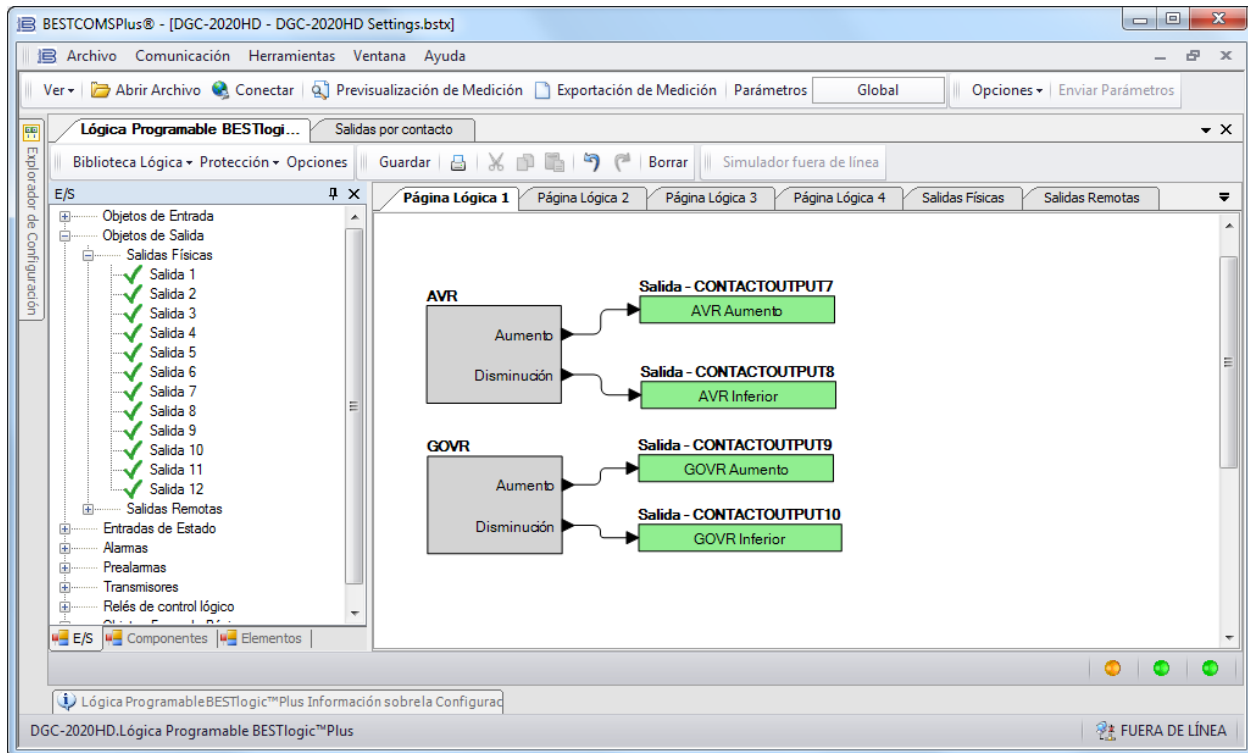 BESTCOMSPlus® - [DGC-2020HD - DGC-2020HD Settings.bstx]
Archivo Comunicación Herramientas Ventana Ayuda
Ver Abrir Archivo Conectar Previsualización de Medición Exportación de Medición Parámetros Global Opciones Enviar Parámetros
Explorador de Configuración
Lógica Programable BESTlogi... Salidas por contacto
Biblioteca Lógica Protección Opciones Guardar Borrar Simulador fuera de línea
E/S
Objetos de Entrada
Objetos de Salida
Salidas Físicas
Salida 1
Salida 2
Salida 3
Salida 4
Salida 5
Salida 6
Salida 7
Salida 8
Salida 9
Salida 10
Salida 11
Salida 12
Salidas Remotas
Entradas de Estado
Alarmas
Prealarmas
Transmisores
Relés de control lógico
E/S Componentes Elementos
Página Lógica 1 Página Lógica 2 Página Lógica 3 Página Lógica 4 Salidas Físicas Salidas Remotas
AVR
Aumento
Disminución
Salida - CONTACTOUTPUT7
AVR Aumento
Salida - CONTACTOUTPUT8
AVR Inferior
GOVR
Aumento
Disminución
Salida - CONTACTOUTPUT9
GOVR Aumento
Salida - CONTACTOUTPUT10
GOVR Inferior
Lógica ProgramableBESTlogic™Plus Información sobrela Configurac
DGC-2020HD.Lógica Programable BESTlogic™Plus
FUERA DE LÍNEA